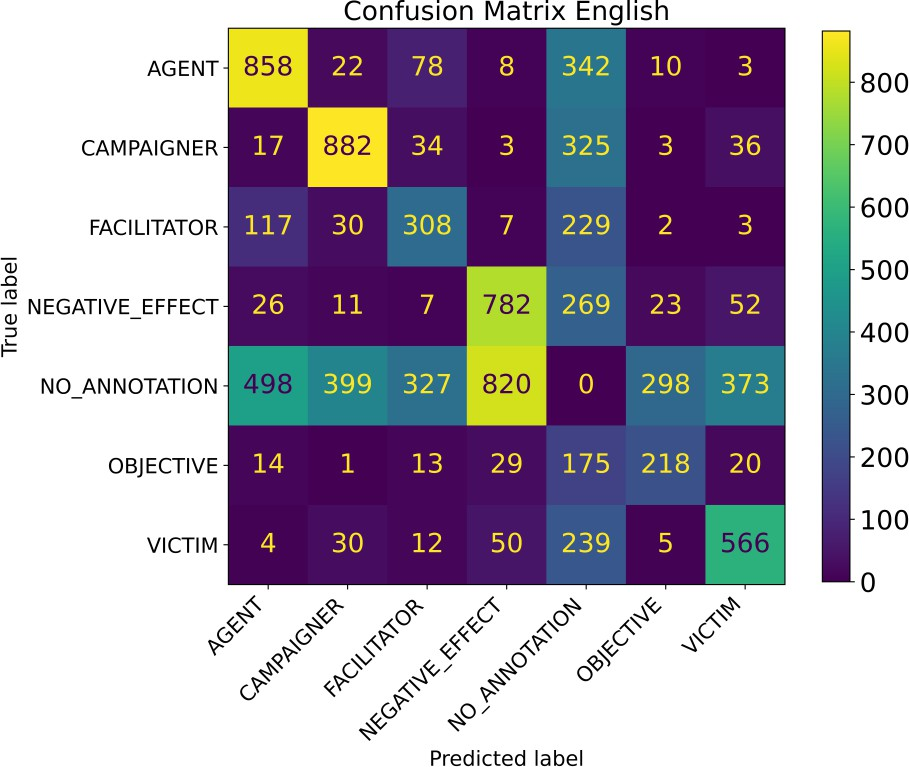 Confusion Matrix English
True label
AGENT 858 22 78 8 342 10 3
CAMPAIGNER 17 882 34 3 325 3 36
FACILITATOR 117 30 308 7 229 2 3
NEGATIVE_EFFECT 26 11 7 782 269 23 52
NO_ANNOTATION 498 399 327 820 0 298 373
OBJECTIVE 14 1 13 29 175 218 20
VICTIM 4 30 12 50 239 5 566
AGENT CAMPAIGNER FACILITATOR NEGATIVE_EFFECT NO_ANNOTATION OBJECTIVE VICTIM
Predicted label
800
700
600
500
400
300
200
100
0